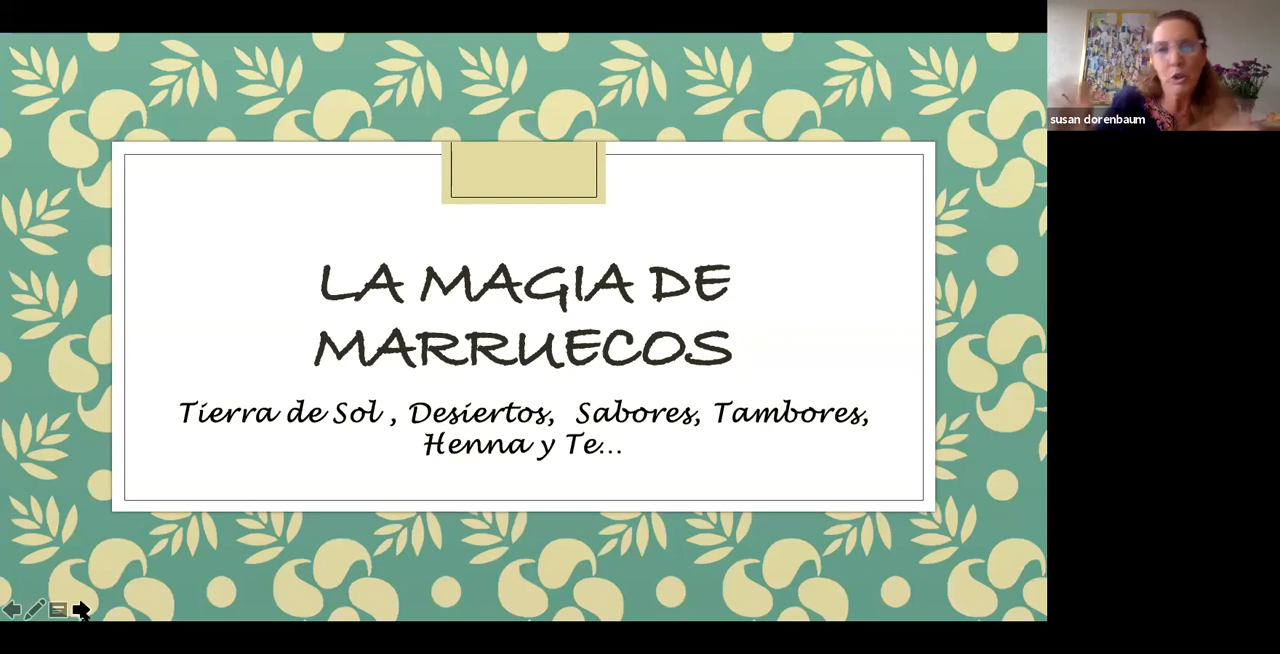 LA MAGIA DE
MARRUECOS
Tierra de Sol , Desiertos, Sabores, Tambores,
Henna y Te...
susan dorenbaum